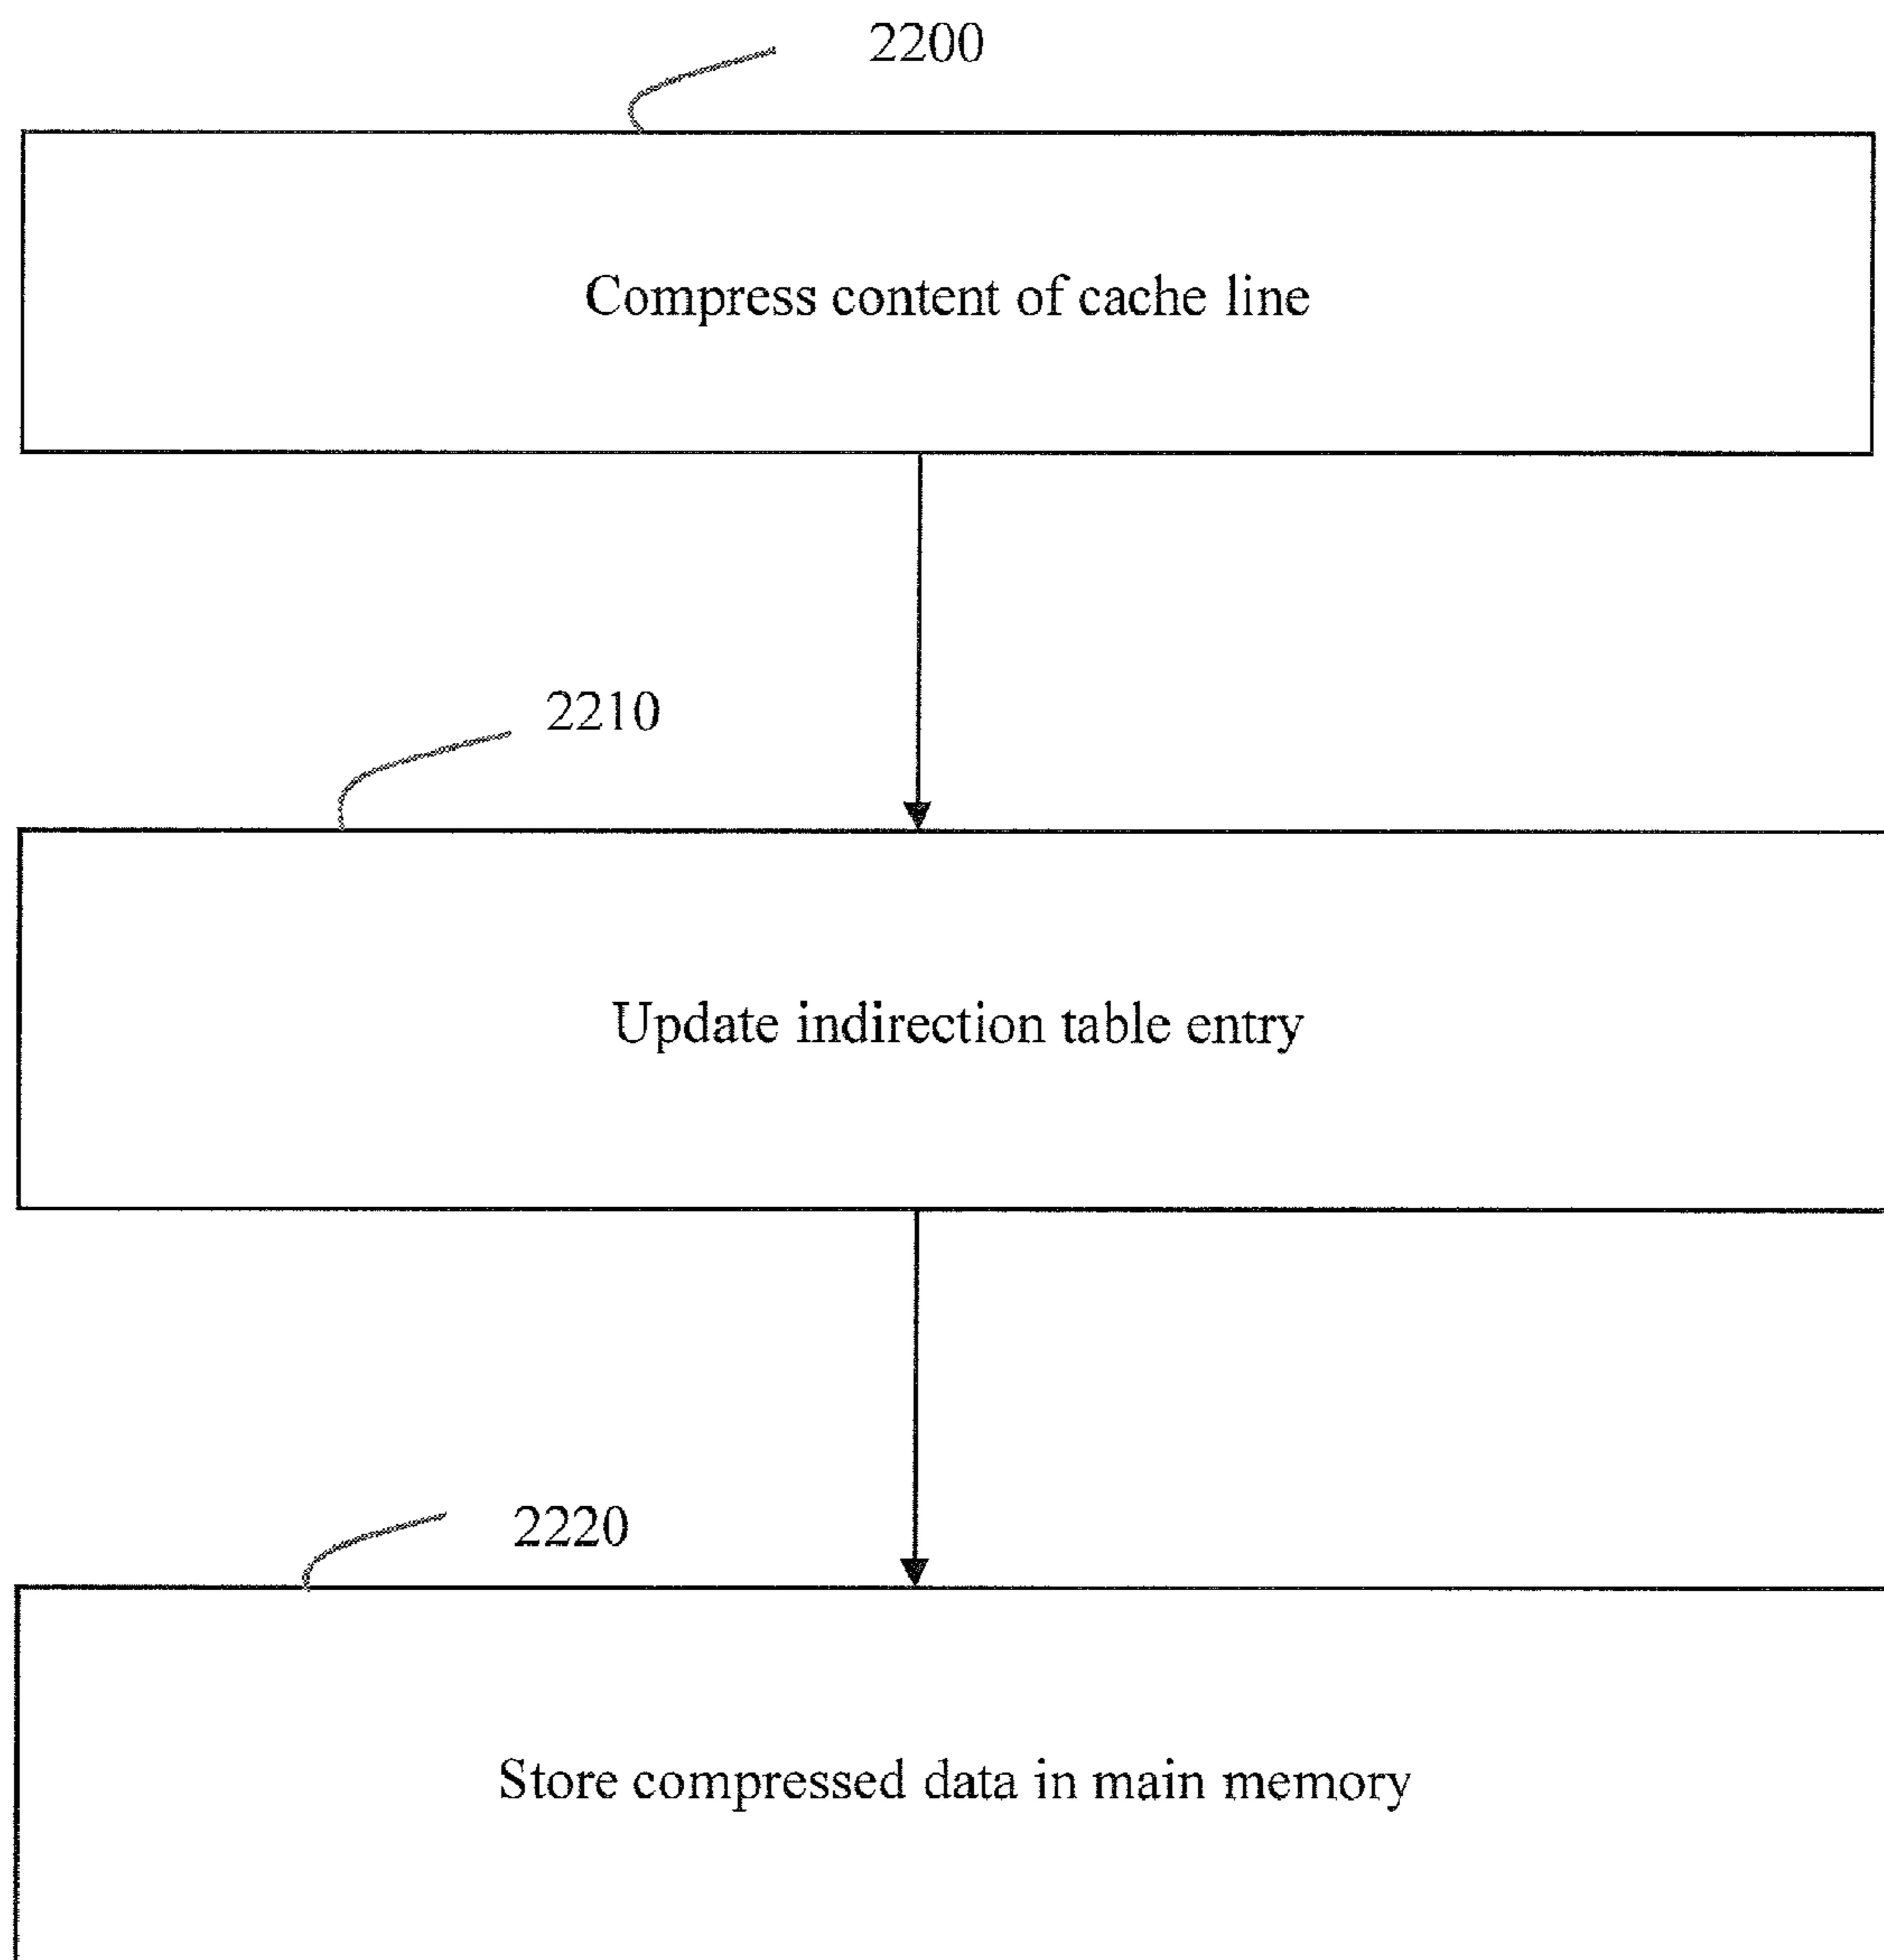 2200
Compress content of cache line
2210
Update indirection table entry
2220
Store compressed data in main memory